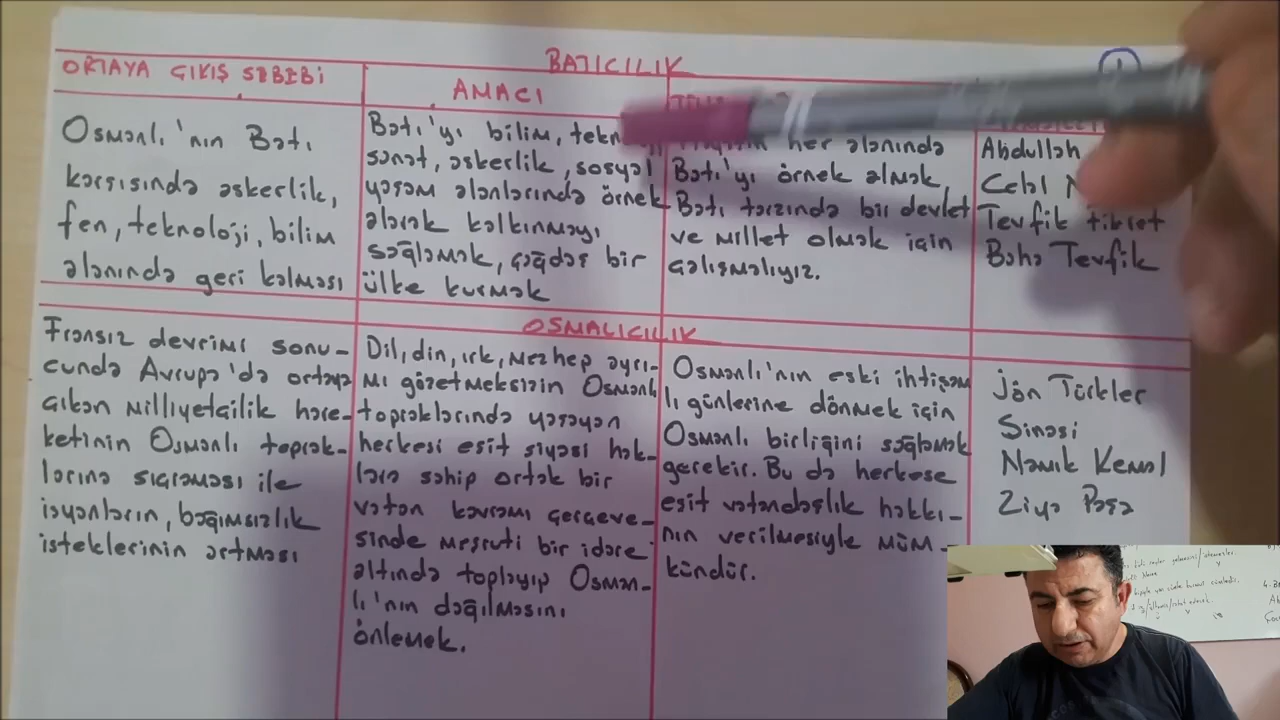 BATICILIK
1
ORTAYA ÇIKIŞ SEBEBİ
AMACI
Osmanlı'nın Batı
karşısında askerlik,
fen, teknoloji, bilim
alanında geri kalması
Batı'yı bilim,
sanat, askerlik, sosyal
yaşam alanlarında örnek
alarak kalkınmayı
sağlamak, çağdaş bir
ülke kurmak
her alanında
Batı'yı örnek almak,
Batı tarzında bir devlet
ve millet olmak için
çalışmalıyız.
Abdullah
Celal
Tevfik Fikret
Baha Tevfik
OSMALICILIK
Fransız devrimi sonu-
cunda Avrupa'da ortaya
çıkan milliyetçilik hare-
ketinin Osmanlı toprak-
larına sıçraması ile
isyanların, bağımsızlık
isteklerinin artması
Dil, din, ırk, mezhep ayrı-
mı gözetmeksizin Osmanlı
topraklarında yaşayan
herkesi eşit siyasi hak-
lara sahip ortak bir
vatan kavramı çerçeve-
sinde meşruti bir idare
altında toplayıp Osman-
lı'nın dağılmasını
önlemek.
Osmanlı'nın eski ihtişam
lı günlerine dönmek için
Osmanlı birliğini sağlamak
gerekir. Bu da herkese
eşit vatandaşlık hakkı-
nın verilmesiyle müm-
kündür.
Jön Türkler
Şinasi
Namık Kemal
Ziya Paşa